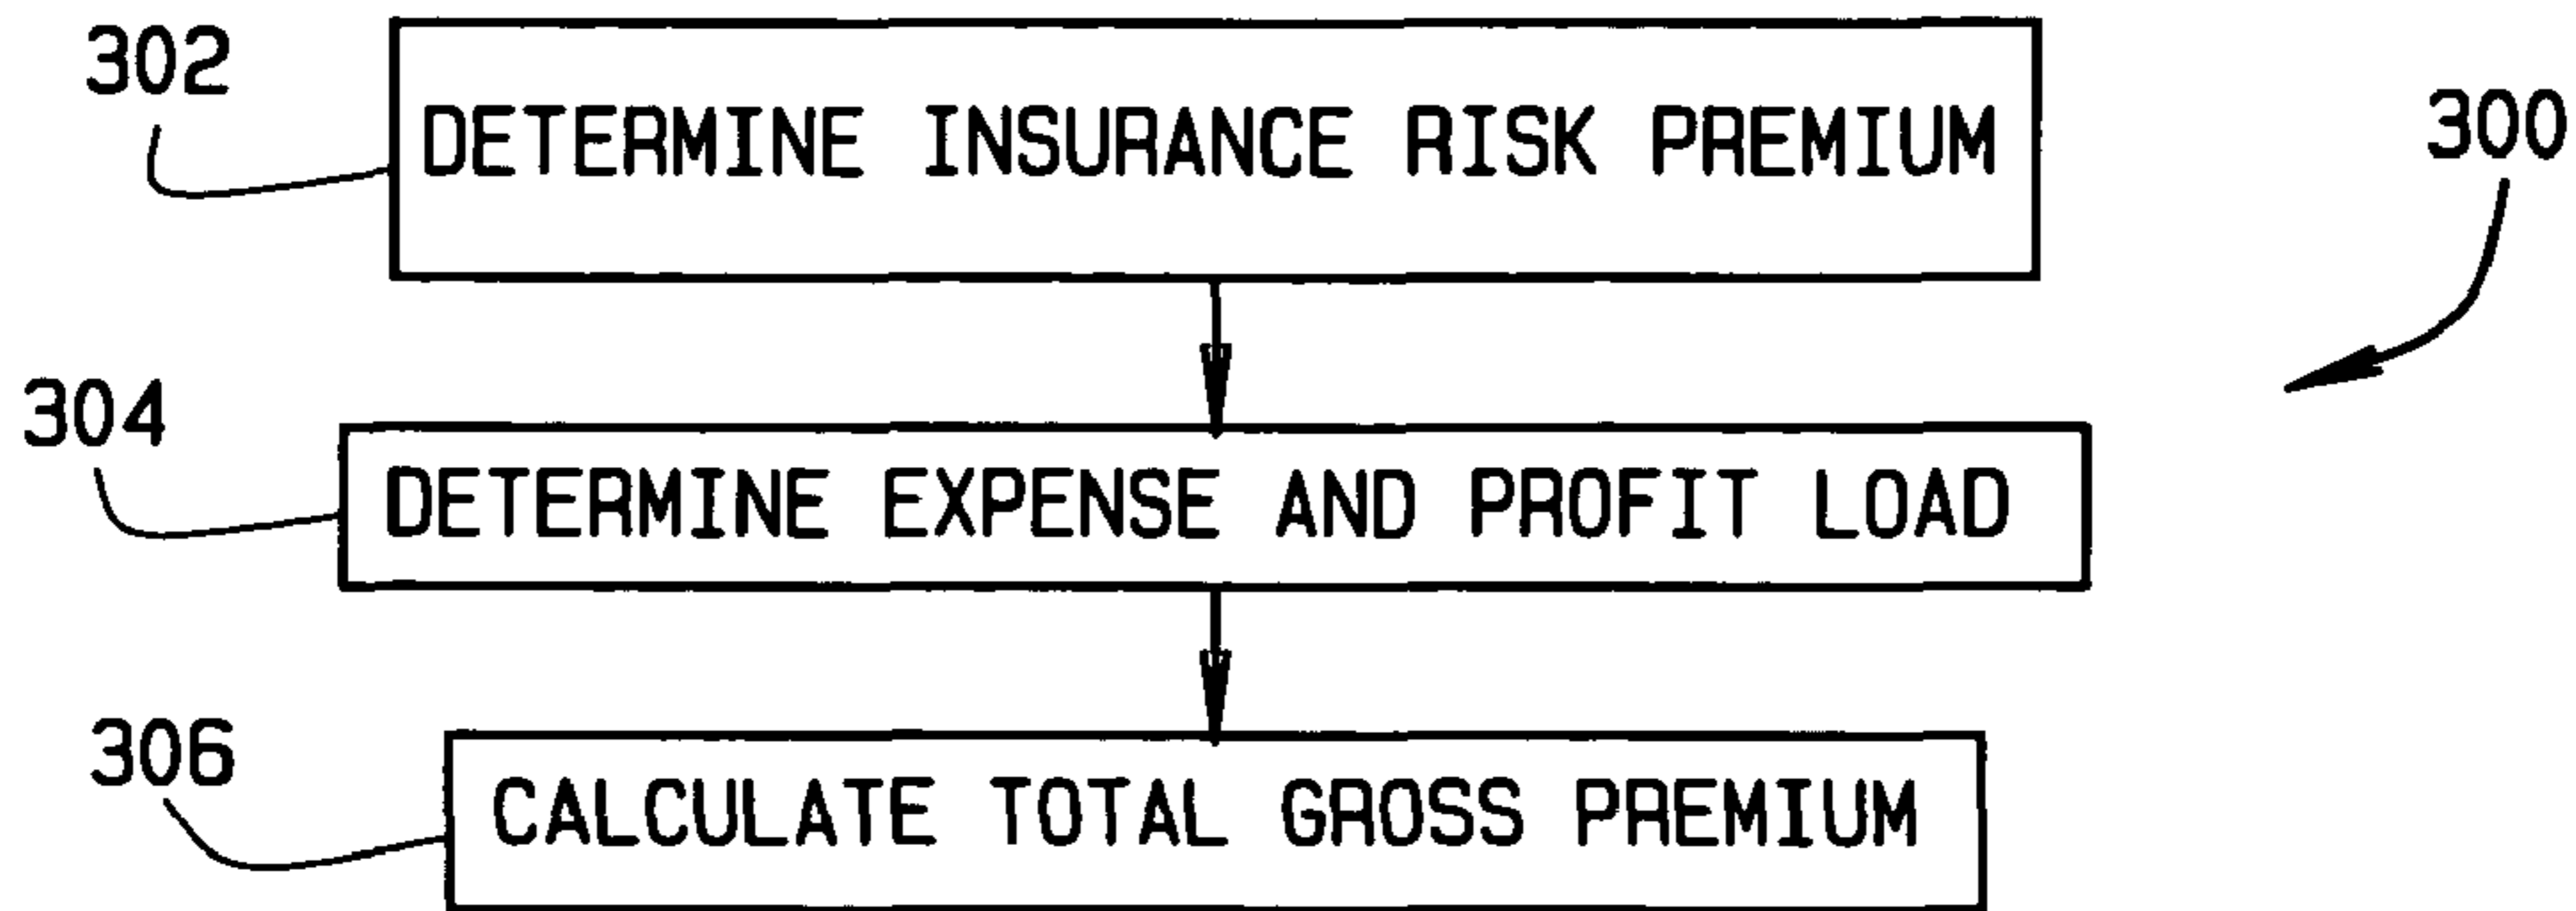 302
DETERMINE INSURANCE RISK PREMIUM
300
304
DETERMINE EXPENSE AND PROFIT LOAD
306
CALCULATE TOTAL GROSS PREMIUM